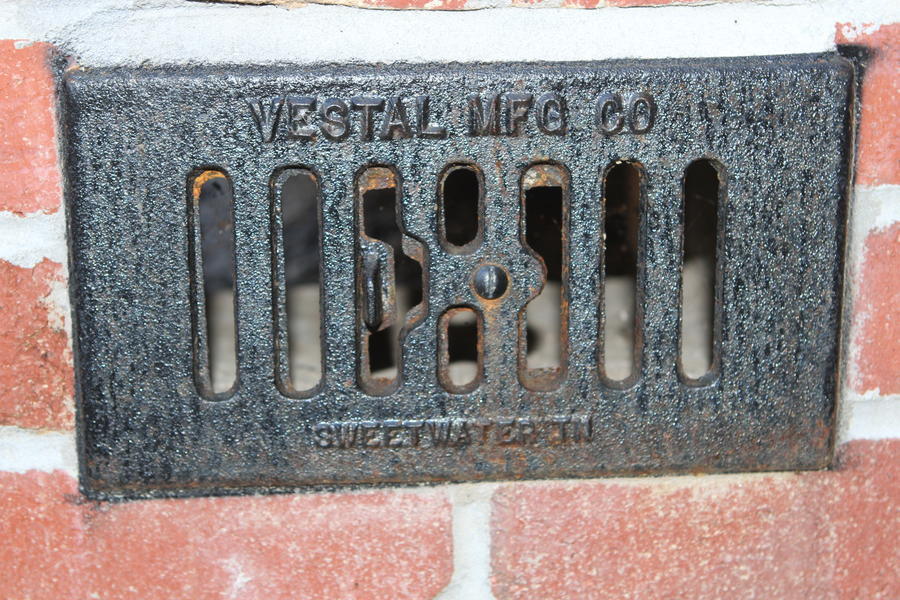 VESTAL MFG CO
SWEETWATER TN